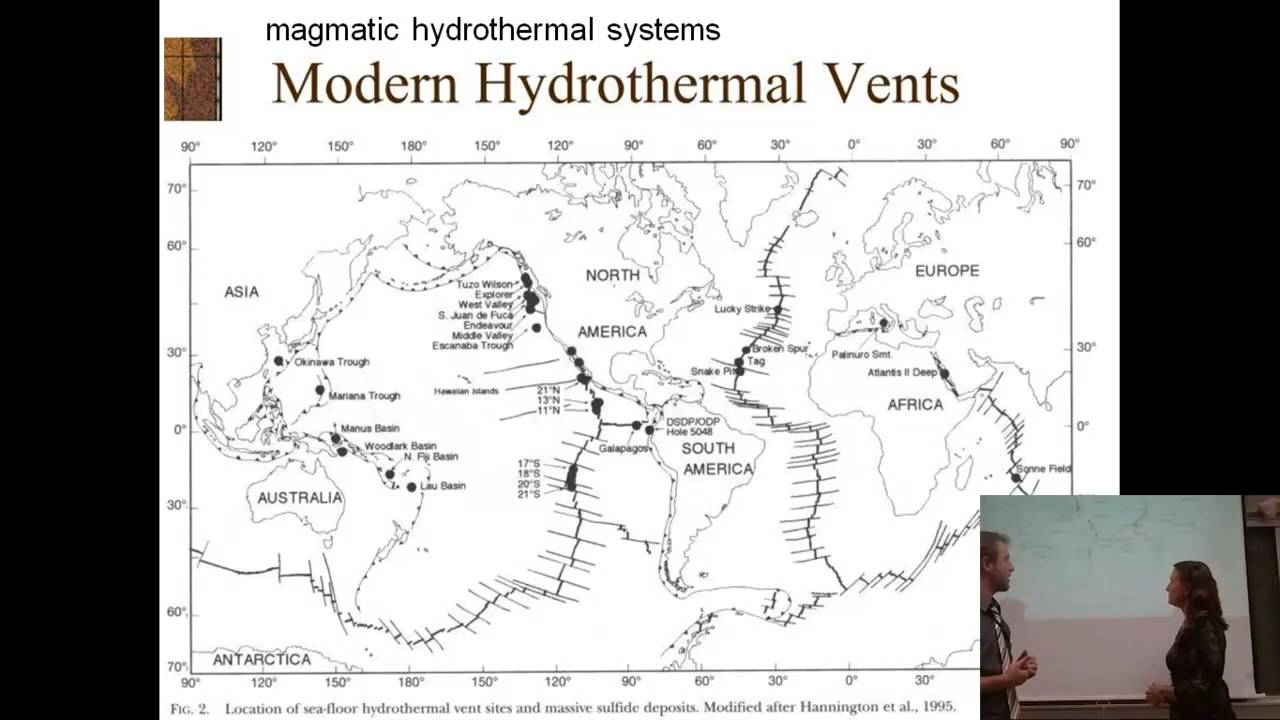 magmatic hydrothermal systems
Modern Hydrothermal Vents
90° 120° 150° 180° 150° 120° 90° 60° 30° 0° 30° 60° 90°
70° 70°
60° 60°
ASIA
NORTH
AMERICA
EUROPE
Tuzo Wilson
Explorer
West Valley
S. Juan de Fuca
Endeavour
Middle Valley
Escanaba Trough
Lucky Strike
30° 30°
Okinawa Trough
Broken Spur
Tag
Snake Pit
Palinuro Smt.
Atlantis II Deep
Hawaiian Islands
21°N
13°N
11°N
Mariana Trough
AFRICA
0° 0°
Manus Basin
Woodlark Basin
N. Fiji Basin
Lau Basin
DSDP/ODP
Hole 504B
Galapagos
SOUTH
AMERICA
17°S
18°S
20°S
21°S
Sonne Field
AUSTRALIA
30°
60°
ANTARCTICA
70°
90° 120° 150° 180° 150° 120° 90° 60° 30° 0° 30°
FIG. 2. Location of sea-floor hydrothermal vent sites and massive sulfide deposits. Modified after Hannington et al., 1995.